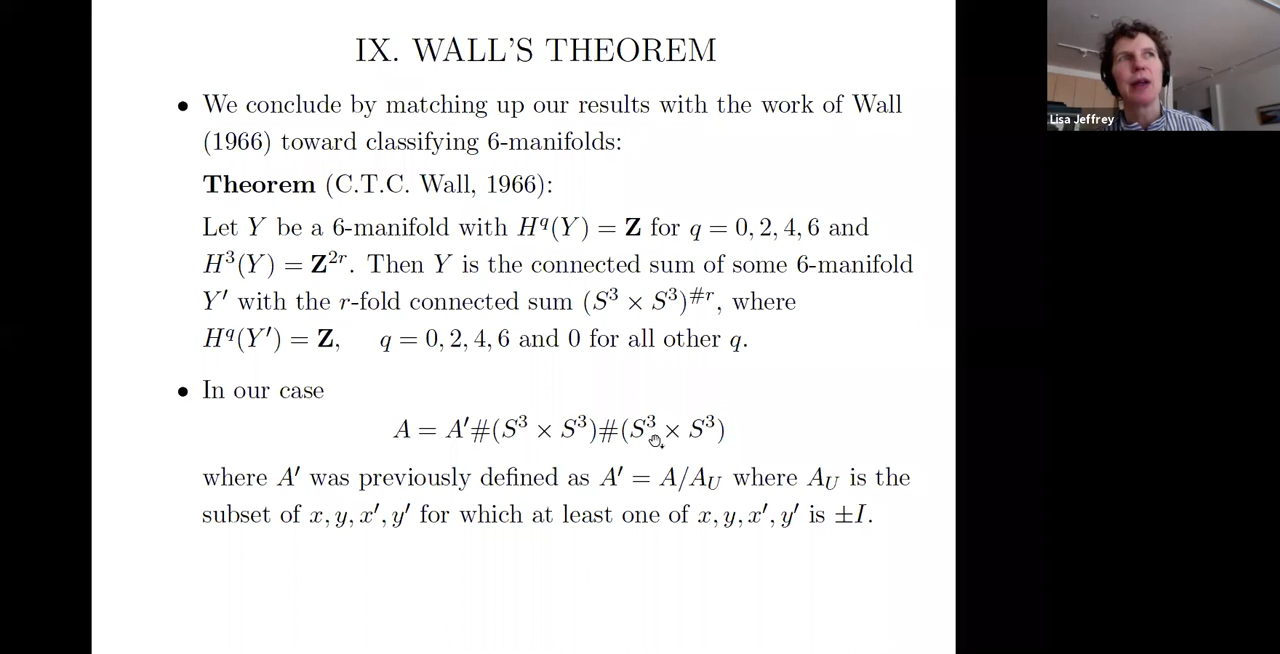 IX. WALL'S THEOREM
• We conclude by matching up our results with the work of Wall
(1966) toward classifying 6-manifolds:
Theorem (C.T.C. Wall, 1966):
Let Y be a 6-manifold with H^q(Y) = Z for q = 0, 2, 4, 6 and
H^3(Y) = Z^{2r}. Then Y is the connected sum of some 6-manifold
Y′ with the r-fold connected sum (S^3 × S^3)^{#r}, where
H^q(Y′) = Z, q = 0, 2, 4, 6 and 0 for all other q.
• In our case
A = A′#(S^3 × S^3)#(S^3 × S^3)
where A′ was previously defined as A′ = A/A_U where A_U is the
subset of x, y, x′, y′ for which at least one of x, y, x′, y′ is ±I.
Lisa Jeffrey